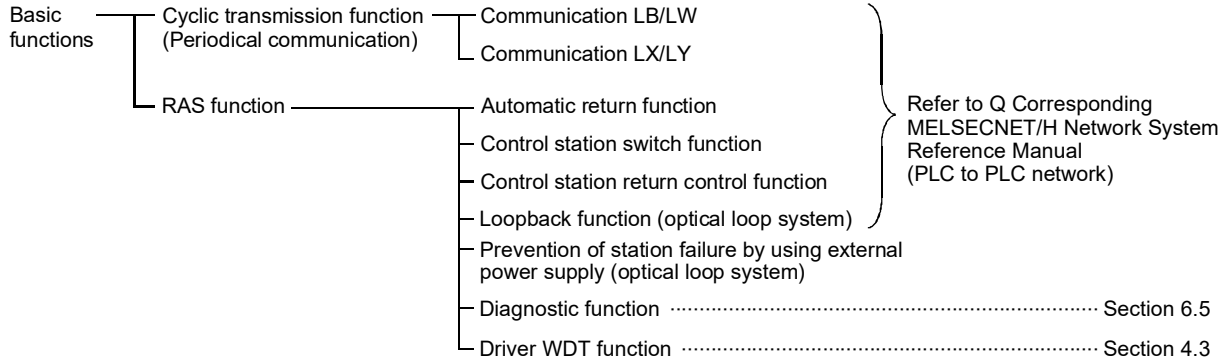 Basic
functions
Cyclic transmission function
(Periodical communication)
Communication LB/LW
Communication LX/LY
RAS function
Automatic return function
Control station switch function
Control station return control function
Loopback function (optical loop system)
Refer to Q Corresponding
MELSECNET/H Network System
Reference Manual
(PLC to PLC network)
Prevention of station failure by using external
power supply (optical loop system)
Diagnostic function ⋯⋯⋯⋯⋯⋯⋯⋯⋯⋯⋯⋯⋯⋯⋯⋯ Section 6.5
Driver WDT function ⋯⋯⋯⋯⋯⋯⋯⋯⋯⋯⋯⋯⋯⋯⋯⋯ Section 4.3